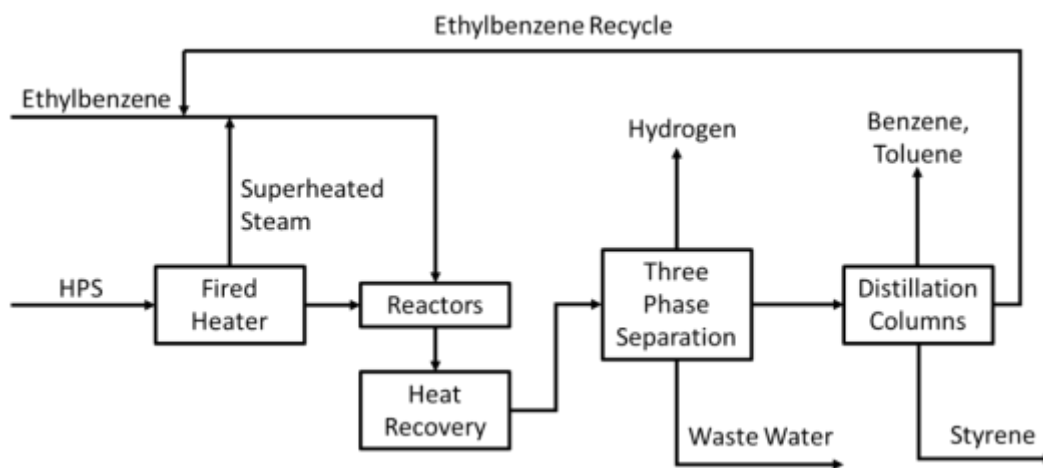 Ethylbenzene Recycle
Ethylbenzene
Hydrogen
Benzene,
Toluene
Superheated
Steam
HPS
Fired
Heater
Reactors
Three
Phase
Separation
Distillation
Columns
Heat
Recovery
Waste Water
Styrene